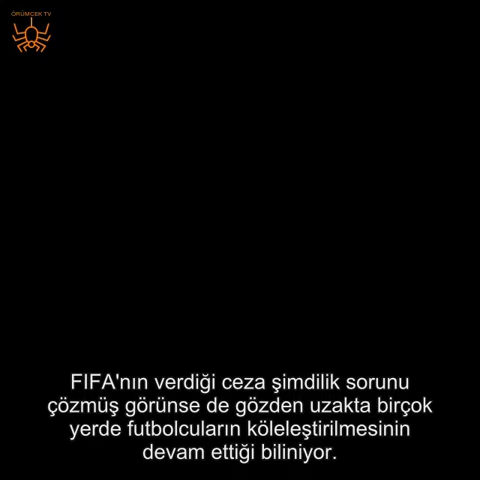 ÖRÜMCEK TV
FIFA'nın verdiği ceza şimdilik sorunu
çözmüş görünse de gözden uzakta birçok
yerde futbolcuların köleleştirilmesinin
devam ettiği biliniyor.